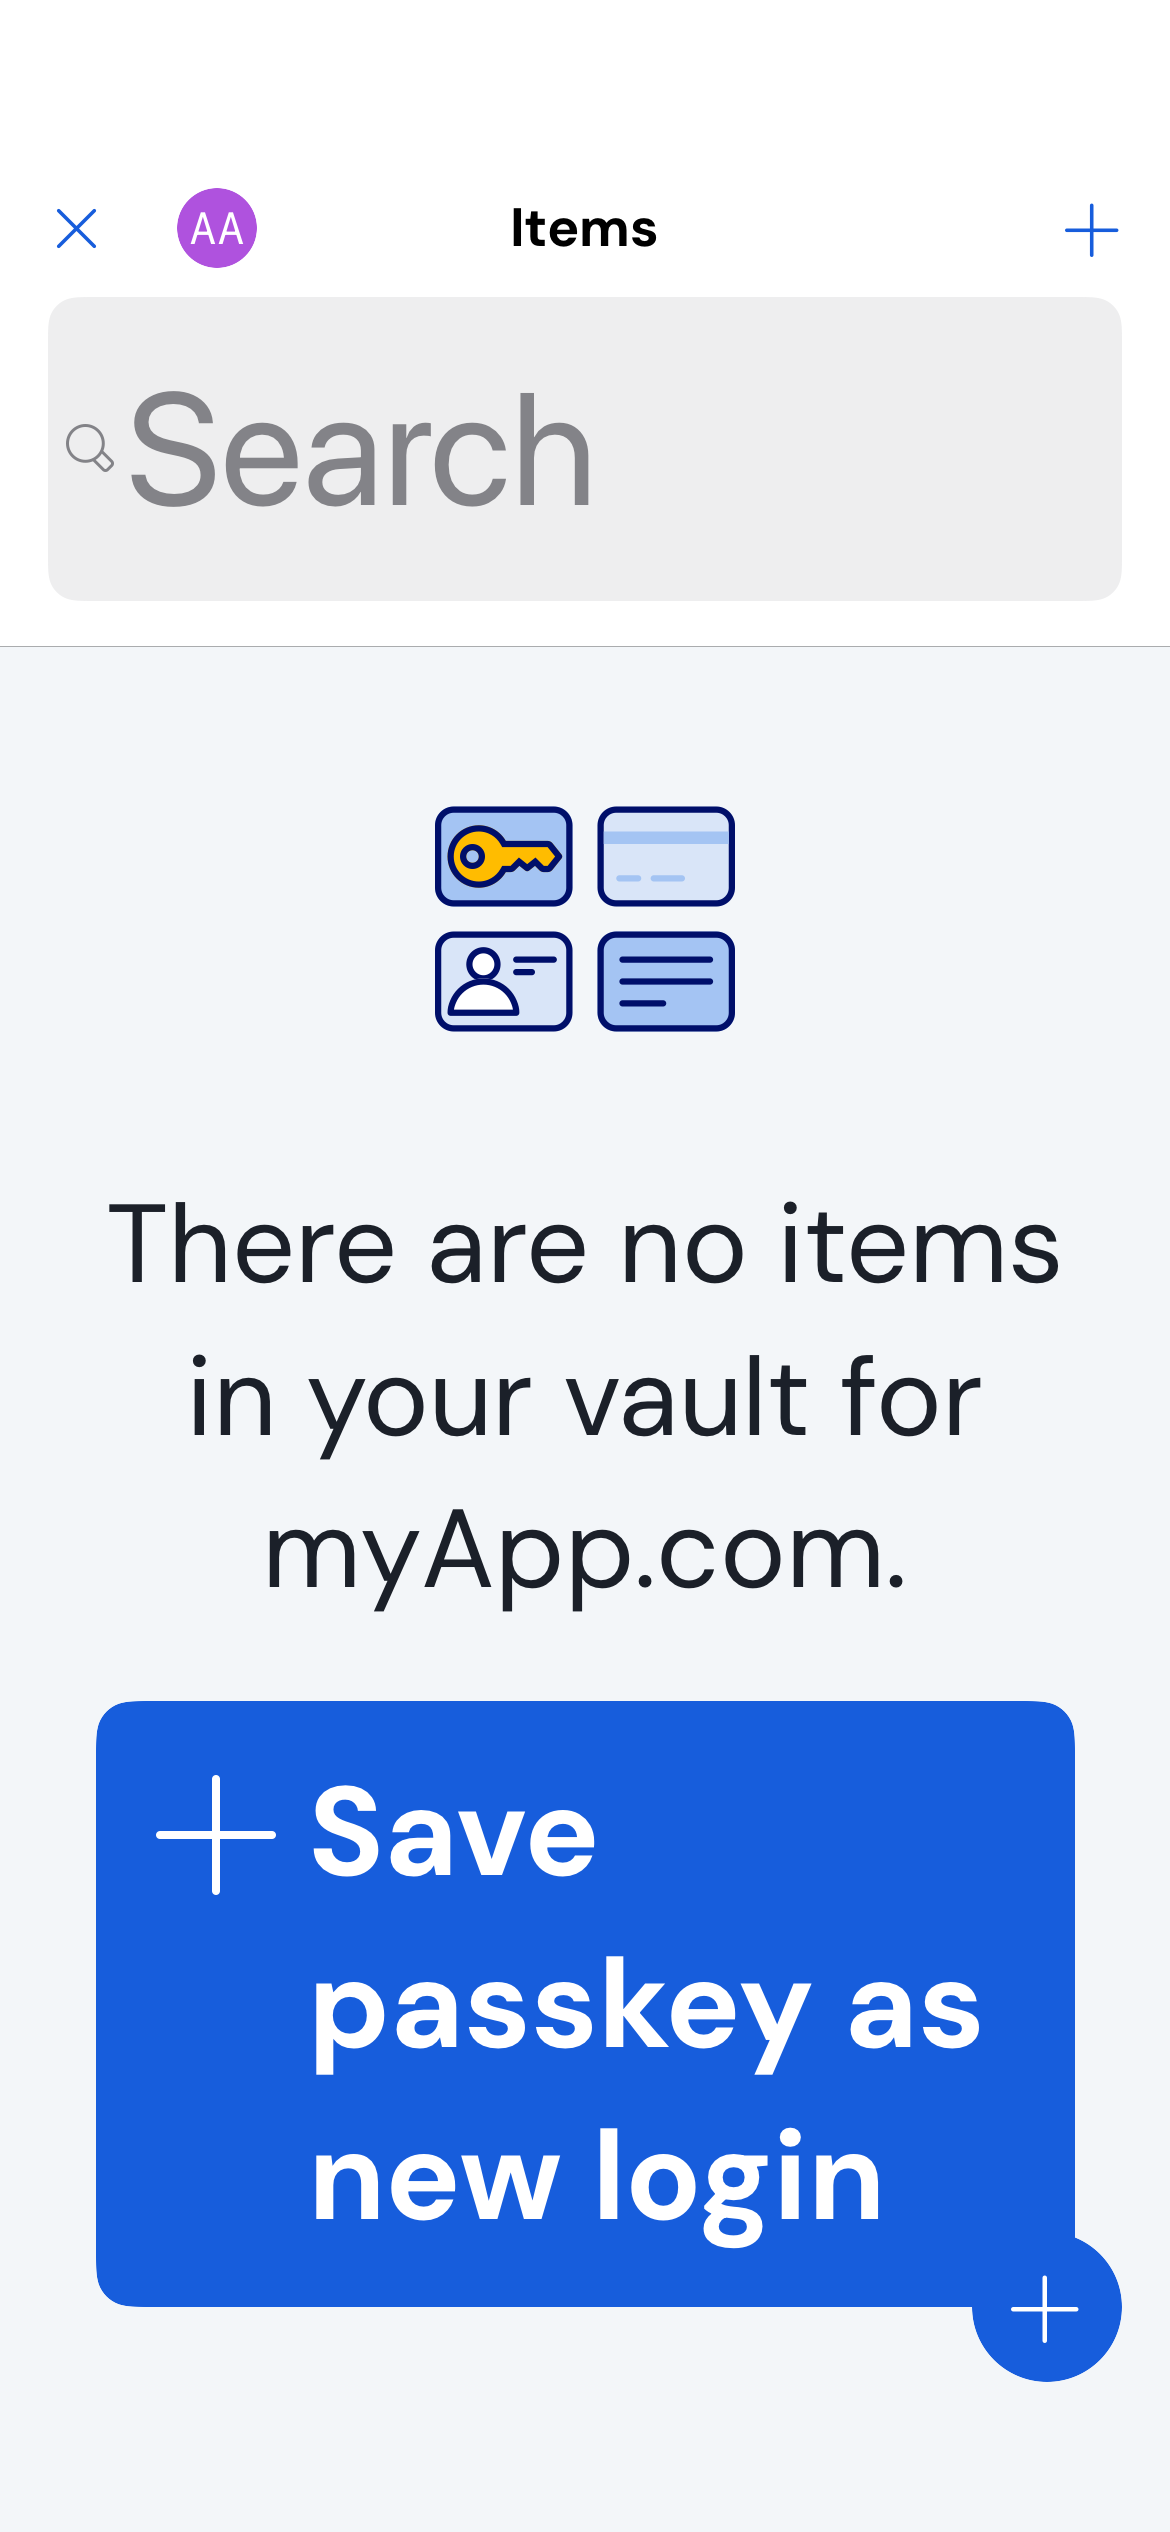 AA
Items
Search
There are no items
in your vault for
myApp.com.
Save
passkey as
new login